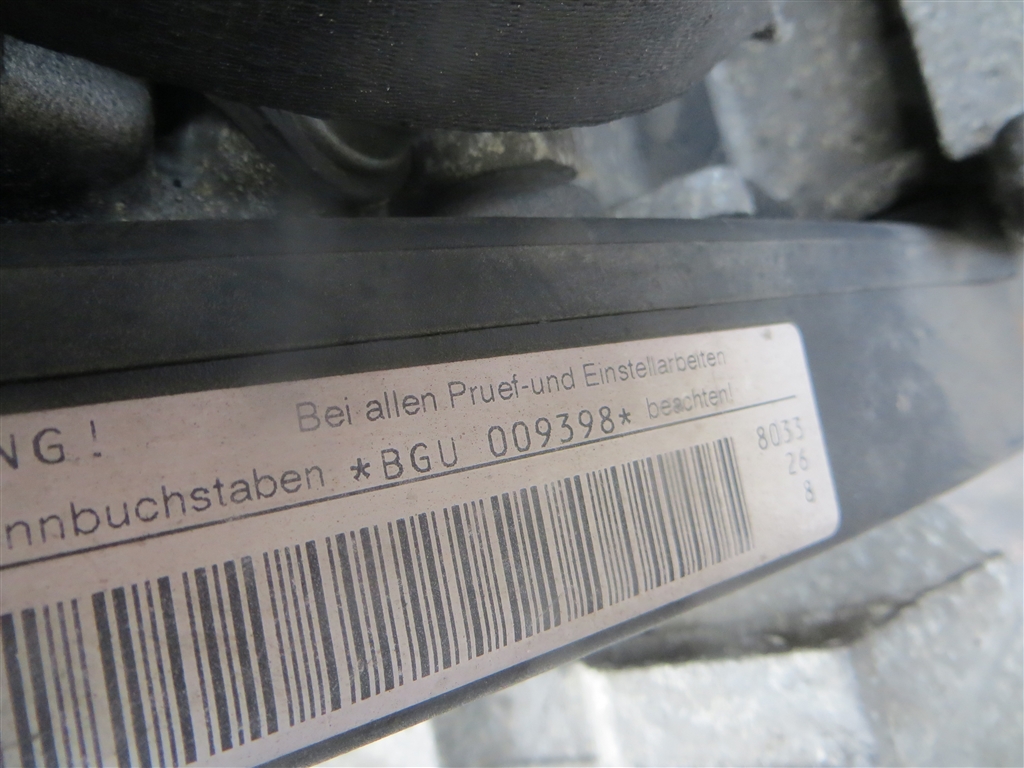 NG! Bei allen Pruef-und Einstellarbeiten
nnbuchstaben *BGU 009398* beachten!
8033
26
8